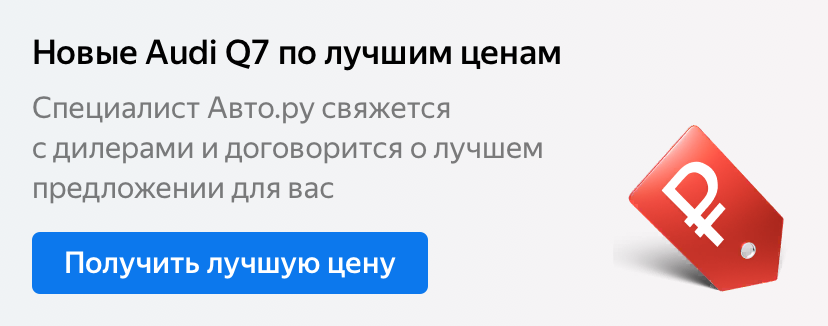 Новые Audi Q7 по лучшим ценам
Специалист Авто.ру свяжется
с дилерами и договорится о лучшем
предложении для вас
Получить лучшую цену
₽